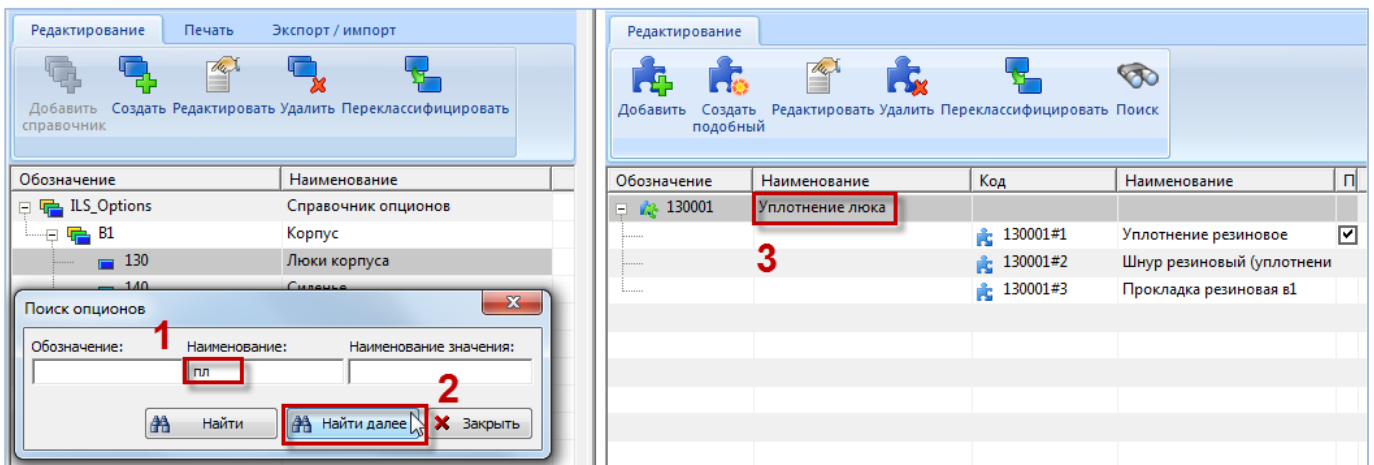 Редактирование Печать Экспорт / импорт
Добавить справочник Создать Редактировать Удалить Переклассифицировать
Обозначение Наименование
ILS_Options Справочник опционов
B1 Корпус
130 Люки корпуса
140 Сиденье
Поиск опционов
1
Обозначение: Наименование: Наименование значения:
пл
2
Найти Найти далее Закрыть
Редактирование
Добавить Создать подобный Редактировать Удалить Переклассифицировать Поиск
Обозначение Наименование Код Наименование П
130001 Уплотнение люка
130001#1 Уплотнение резиновое
3
130001#2 Шнур резиновый (уплотнени
130001#3 Прокладка резиновая в1